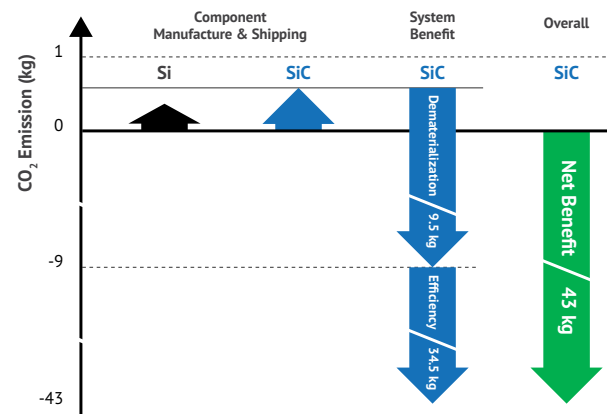 Component
Manufacture & Shipping
System
Benefit
Overall
CO2 Emission (kg)
1
0
-9
-43
Si
SiC
SiC
SiC
Dematerialization
9.5 kg
Efficiency
34.5 kg
Net Benefit
43 kg